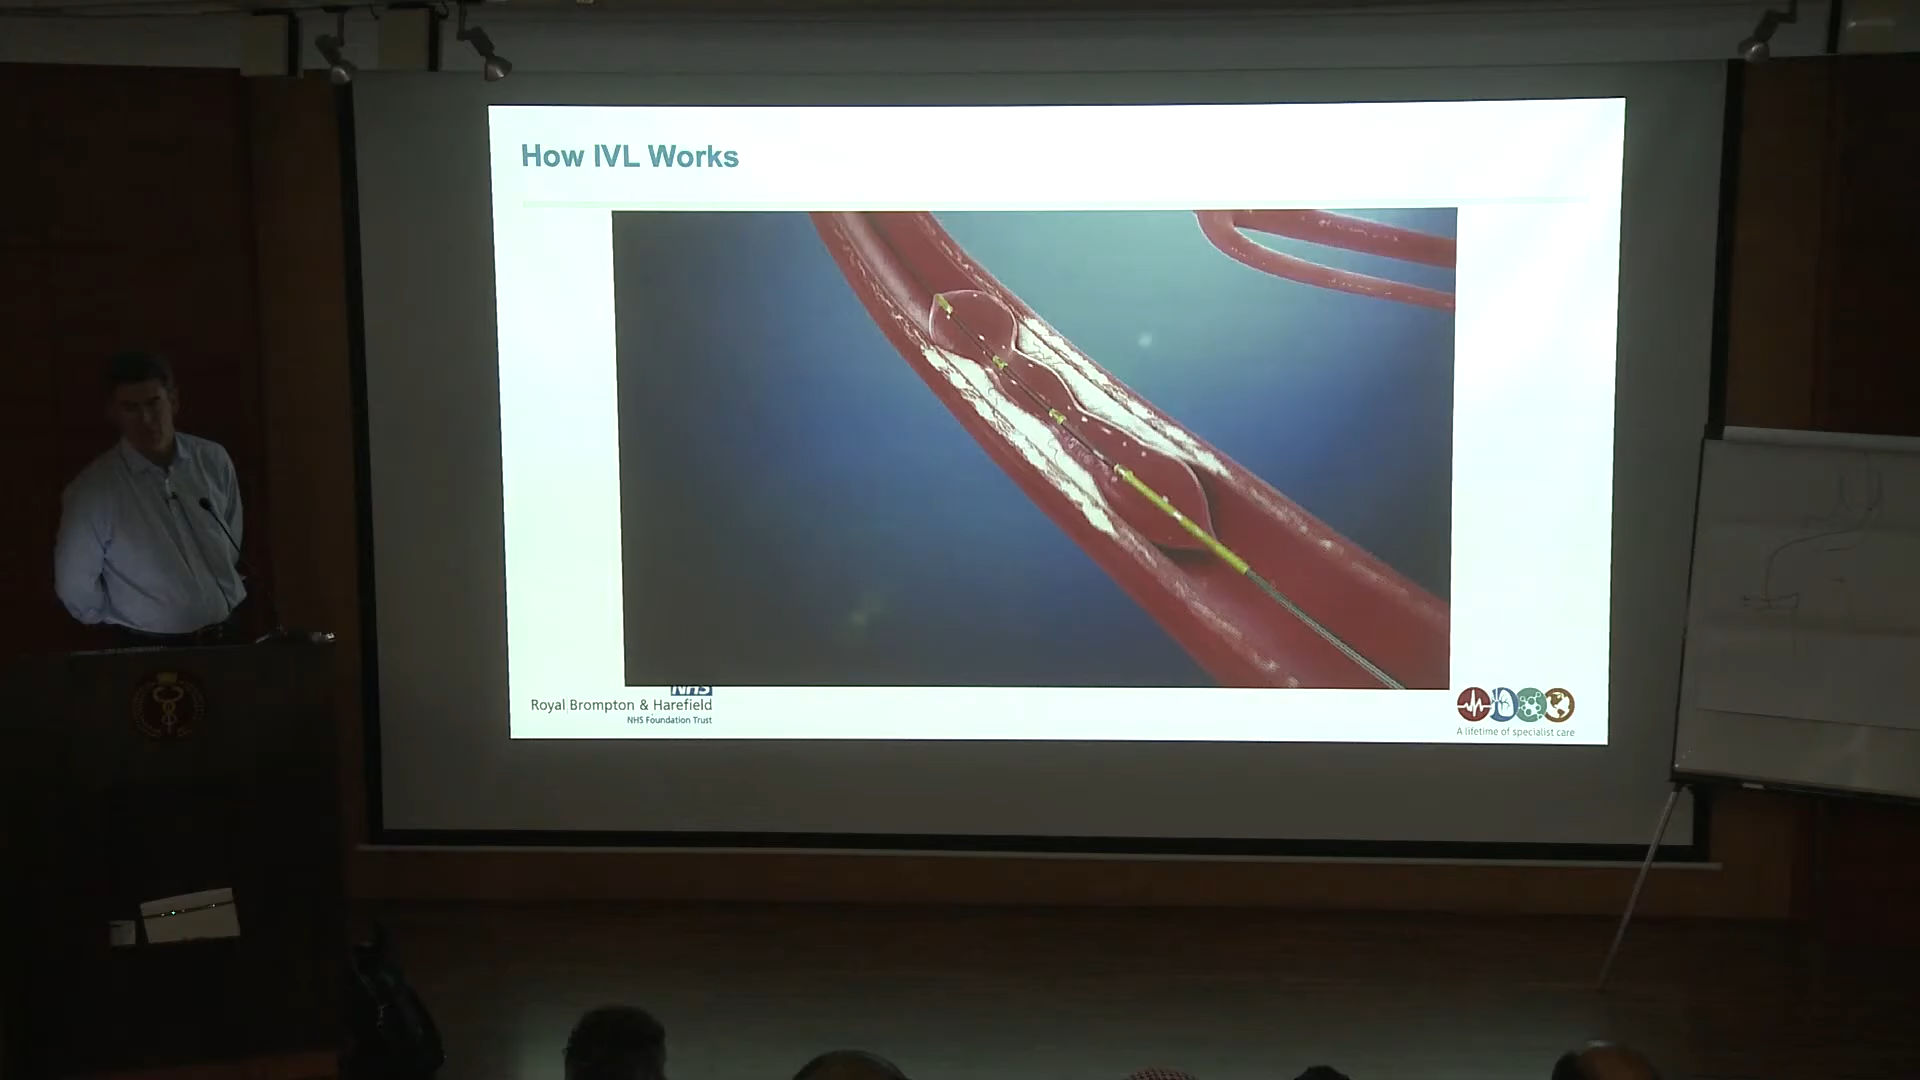 How IVL Works
NHS
Royal Brompton & Harefield
NHS Foundation Trust
A lifetime of specialist care